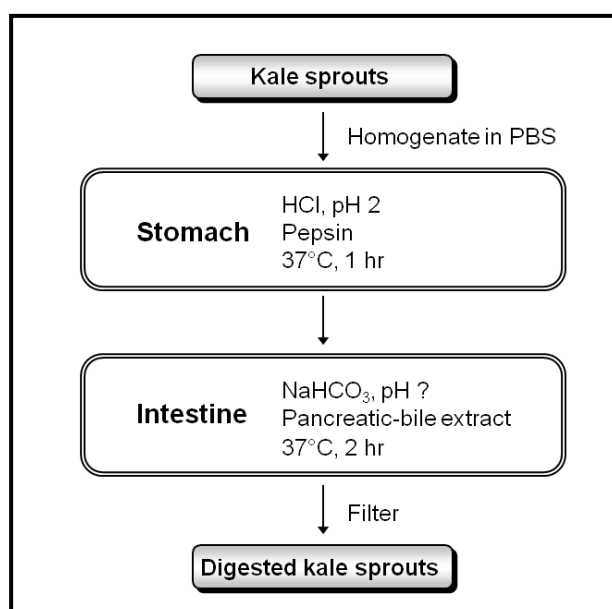 Kale sprouts
Homogenate in PBS
Stomach
HCl, pH 2
Pepsin
37°C, 1 hr
Intestine
NaHCO₃, pH ?
Pancreatic-bile extract
37°C, 2 hr
Filter
Digested kale sprouts